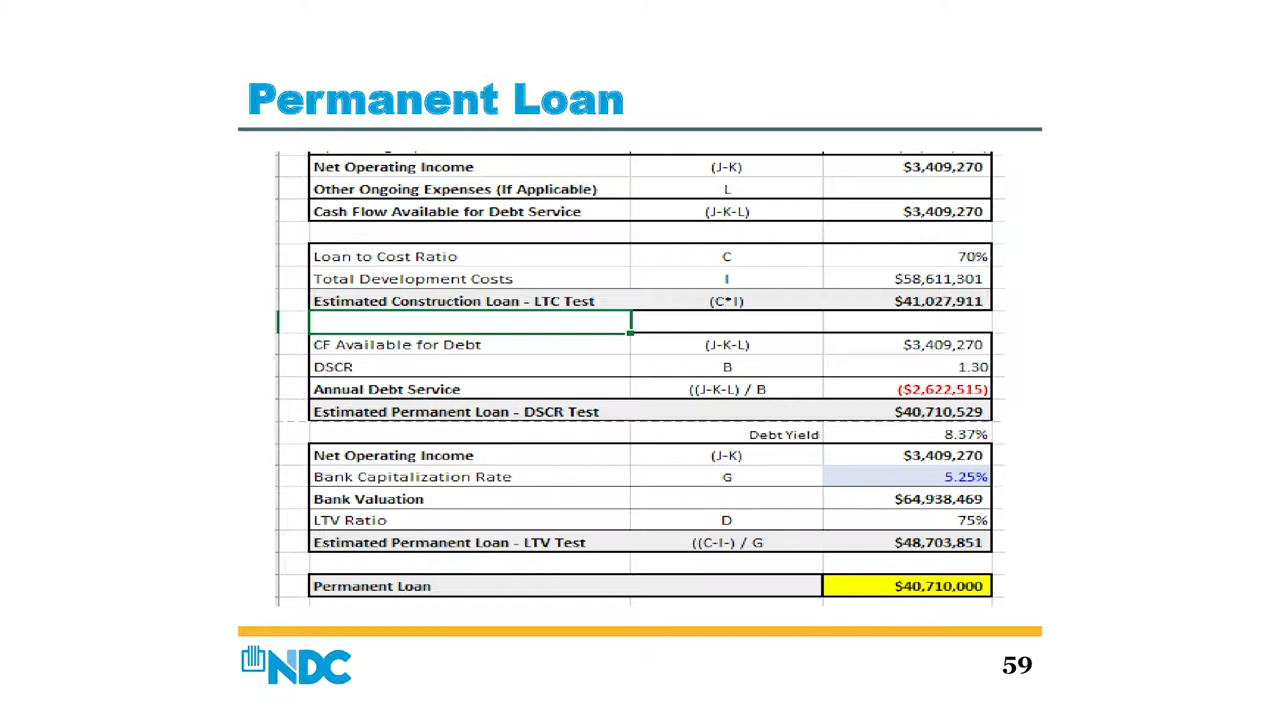 Permanent Loan
Net Operating Income (J-K) $3,409,270
Other Ongoing Expenses (If Applicable) L
Cash Flow Available for Debt Service (J-K-L) $3,409,270
Loan to Cost Ratio C 70%
Total Development Costs I $58,611,301
Estimated Construction Loan - LTC Test (C*I) $41,027,911
CF Available for Debt (J-K-L) $3,409,270
DSCR B 1.30
Annual Debt Service ((J-K-L) / B ($2,622,515)
Estimated Permanent Loan - DSCR Test $40,710,529
Debt Yield 8.37%
Net Operating Income (J-K) $3,409,270
Bank Capitalization Rate G 5.25%
Bank Valuation $64,938,469
LTV Ratio D 75%
Estimated Permanent Loan - LTV Test ((C-I-) / G $48,703,851
Permanent Loan $40,710,000
NDC
59